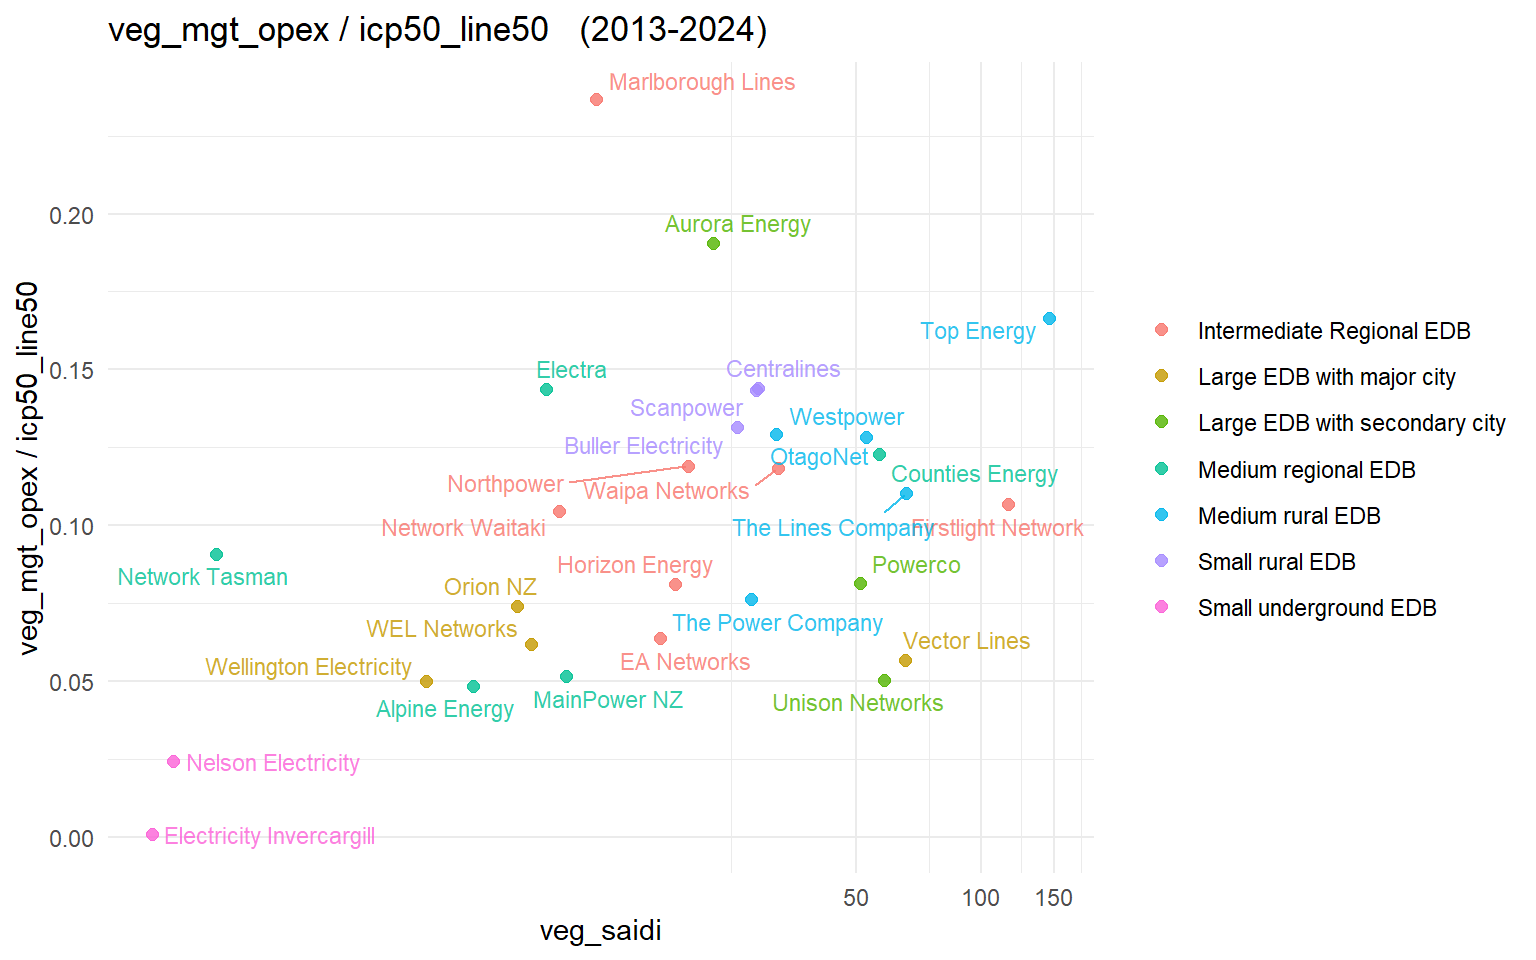 veg_mgt_opex / icp50_line50 (2013-2024)
veg_mgt_opex / icp50_line50
0.20
0.15
0.10
0.05
0.00
Marlborough Lines
Aurora Energy
Top Energy
Electra
Centralines
Scanpower
Westpower
Buller Electricity
OtagoNet
Counties Energy
Northpower
Waipa Networks
Network Waitaki
The Lines Company
Firstlight Network
Network Tasman
Horizon Energy
Powerco
Orion NZ
WEL Networks
The Power Company
Vector Lines
Wellington Electricity
EA Networks
Alpine Energy
MainPower NZ
Unison Networks
Nelson Electricity
Electricity Invercargill
50
100
150
veg_saidi
Intermediate Regional EDB
Large EDB with major city
Large EDB with secondary city
Medium regional EDB
Medium rural EDB
Small rural EDB
Small underground EDB